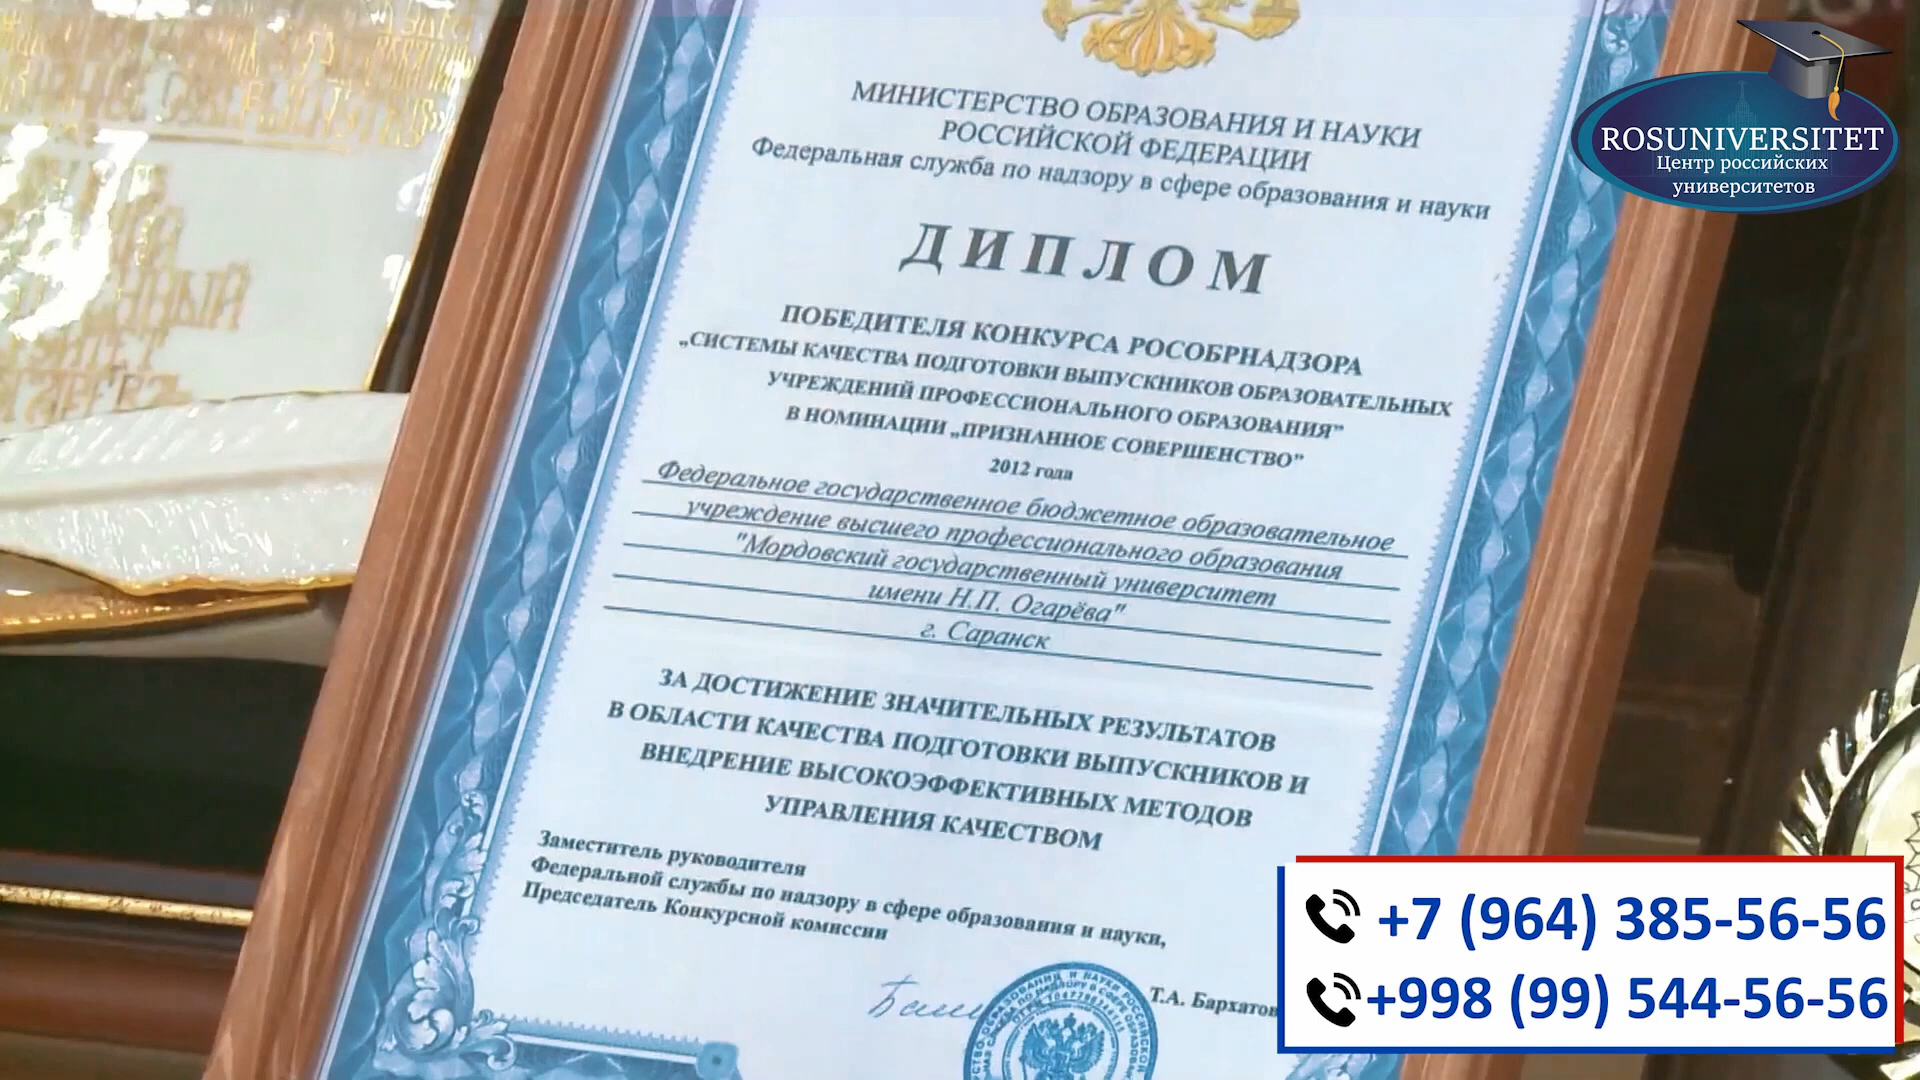 МИНИСТЕРСТВО ОБРАЗОВАНИЯ И НАУКИ
РОССИЙСКОЙ ФЕДЕРАЦИИ
Федеральная служба по надзору в сфере образования и науки
ДИПЛОМ
ПОБЕДИТЕЛЯ КОНКУРСА РОСОБРНАДЗОРА
„СИСТЕМЫ КАЧЕСТВА ПОДГОТОВКИ ВЫПУСКНИКОВ ОБРАЗОВАТЕЛЬНЫХ
УЧРЕЖДЕНИЙ ПРОФЕССИОНАЛЬНОГО ОБРАЗОВАНИЯ”
В НОМИНАЦИИ „ПРИЗНАННОЕ СОВЕРШЕНСТВО”
2012 года
Федеральное государственное бюджетное образовательное
учреждение высшего профессионального образования
"Мордовский государственный университет
имени Н.П. Огарёва"
г. Саранск
ЗА ДОСТИЖЕНИЕ ЗНАЧИТЕЛЬНЫХ РЕЗУЛЬТАТОВ
В ОБЛАСТИ КАЧЕСТВА ПОДГОТОВКИ ВЫПУСКНИКОВ И
ВНЕДРЕНИЕ ВЫСОКОЭФФЕКТИВНЫХ МЕТОДОВ
УПРАВЛЕНИЯ КАЧЕСТВОМ
Заместитель руководителя
Федеральной службы по надзору в сфере образования и науки,
Председатель Конкурсной комиссии
Т.А. Бархатов
ROSUNIVERSITET
Центр российских
университетов
+7 (964) 385-56-56
+998 (99) 544-56-56